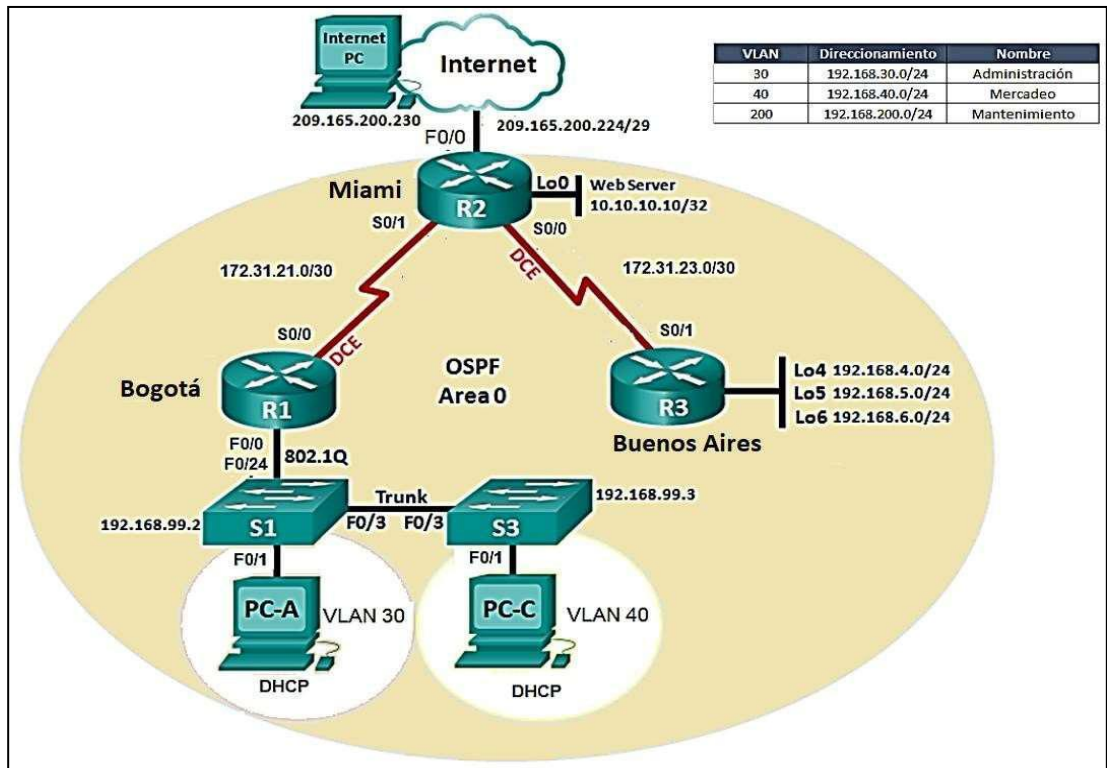 Internet
PC
Internet
209.165.200.230
209.165.200.224/29
F0/0
VLAN Direccionamiento Nombre
30 192.168.30.0/24 Administración
40 192.168.40.0/24 Mercadeo
200 192.168.200.0/24 Mantenimiento
Miami
R2
Lo0
Web Server
10.10.10.10/32
S0/1
S0/0
DCE
172.31.21.0/30
172.31.23.0/30
S0/0
DCE
S0/1
Bogotá
R1
OSPF
Area 0
R3
Buenos Aires
Lo4 192.168.4.0/24
Lo5 192.168.5.0/24
Lo6 192.168.6.0/24
F0/0
F0/24
802.1Q
Trunk
192.168.99.2
S1
F0/3
F0/3
S3
192.168.99.3
F0/1
F0/1
PC-A
VLAN 30
PC-C
VLAN 40
DHCP
DHCP